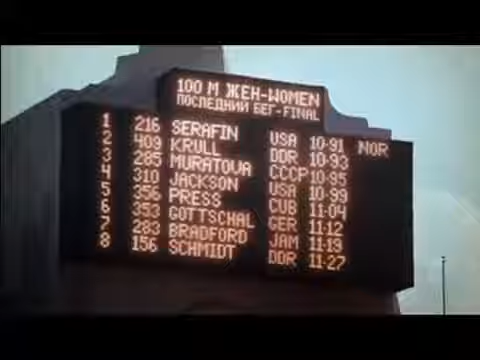 100 М ЖЕН-WOMEN
ПОСЛЕДНИЙ БЕГ-FINAL
1 216 SERAFIN USA 10·91 NOR
2 409 KRULL DDR 10·93
3 285 MURATOVA CCCP 10·95
4 310 JACKSON USA 10·99
5 356 PRESS CUB 11·04
6 353 GOTTSCHAL GER 11·12
7 283 BRADFORD JAM 11·19
8 156 SCHMIDT DDR 11·27